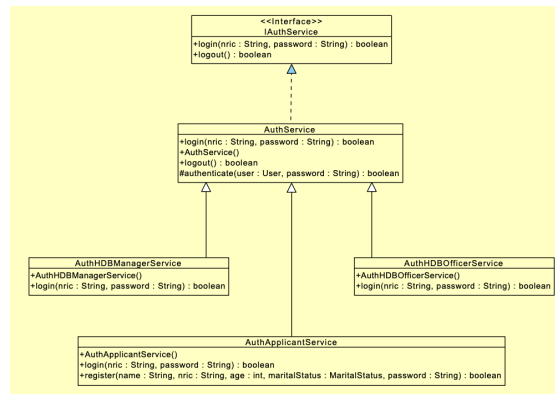 <<Interface>>
IAuthService
+login(nric : String, password : String) : boolean
+logout() : boolean
AuthService
+login(nric : String, password : String) : boolean
+AuthService()
+logout() : boolean
#authenticate(user : User, password : String) : boolean
AuthHDBManagerService
+AuthHDBManagerService()
+login(nric : String, password : String) : boolean
AuthHDBOfficerService
+AuthHDBOfficerService()
+login(nric : String, password : String) : boolean
AuthApplicantService
+AuthApplicantService()
+login(nric : String, password : String) : boolean
+register(name : String, nric : String, age : int, maritalStatus : MaritalStatus, password : String) : boolean